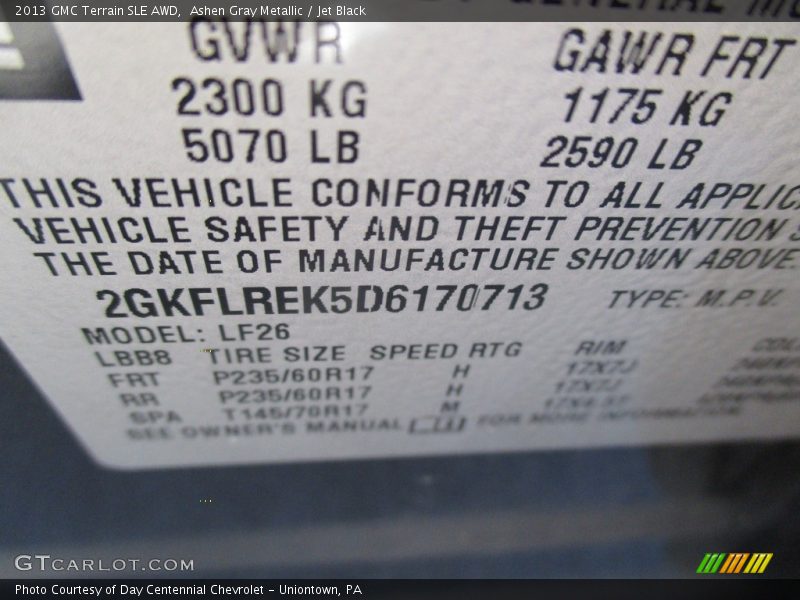 2013 GMC Terrain SLE AWD, Ashen Gray Metallic / Jet Black
GVWR GAWR FRT
2300 KG 1175 KG
5070 LB 2590 LB
THIS VEHICLE CONFORMS TO ALL APPLIC
VEHICLE SAFETY AND THEFT PREVENTION S
THE DATE OF MANUFACTURE SHOWN ABOVE.
2GKFLREK5D6170713 TYPE: M.P.V.
MODEL: LF26
LBB8 TIRE SIZE SPEED RTG RIM
FRT P235/60R17 H 17X7J
RR P235/60R17 H 17X7J
SPA T145/70R17 M
SEE OWNER'S MANUAL FOR MORE INFORMATION
GTCARLOT.COM
Photo Courtesy of Day Centennial Chevrolet - Uniontown, PA